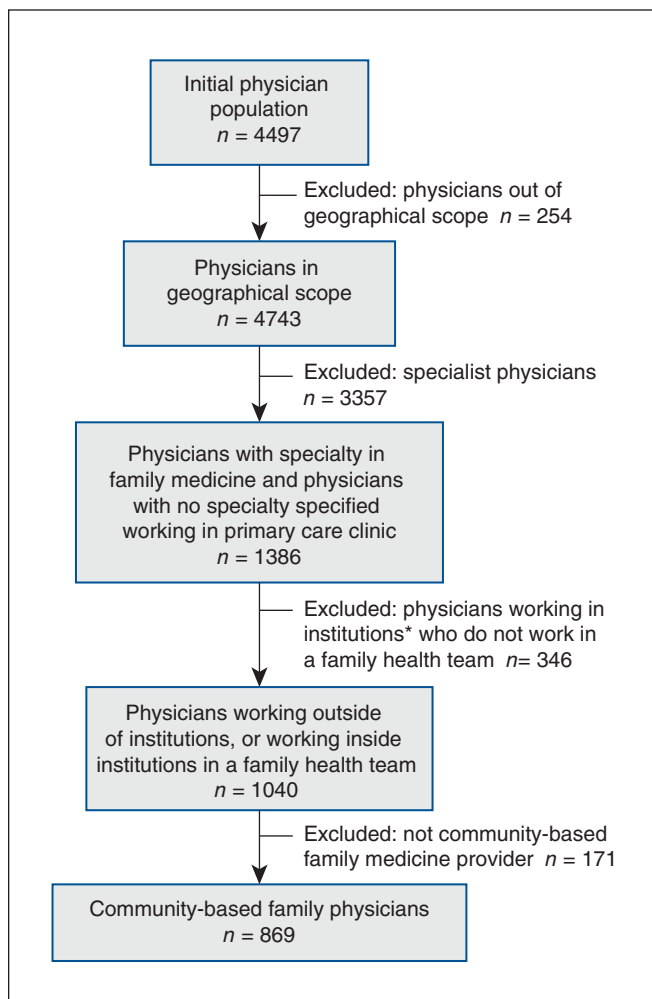 Initial physician
population
n = 4497
Excluded: physicians out of
geographical scope n = 254
Physicians in
geographical scope
n = 4743
Excluded: specialist physicians
n = 3357
Physicians with specialty in
family medicine and physicians
with no specialty specified
working in primary care clinic
n = 1386
Excluded: physicians working in
institutions* who do not work in
a family health team n= 346
Physicians working outside
of institutions, or working inside
institutions in a family health team
n = 1040
Excluded: not community-based
family medicine provider n = 171
Community-based family physicians
n = 869